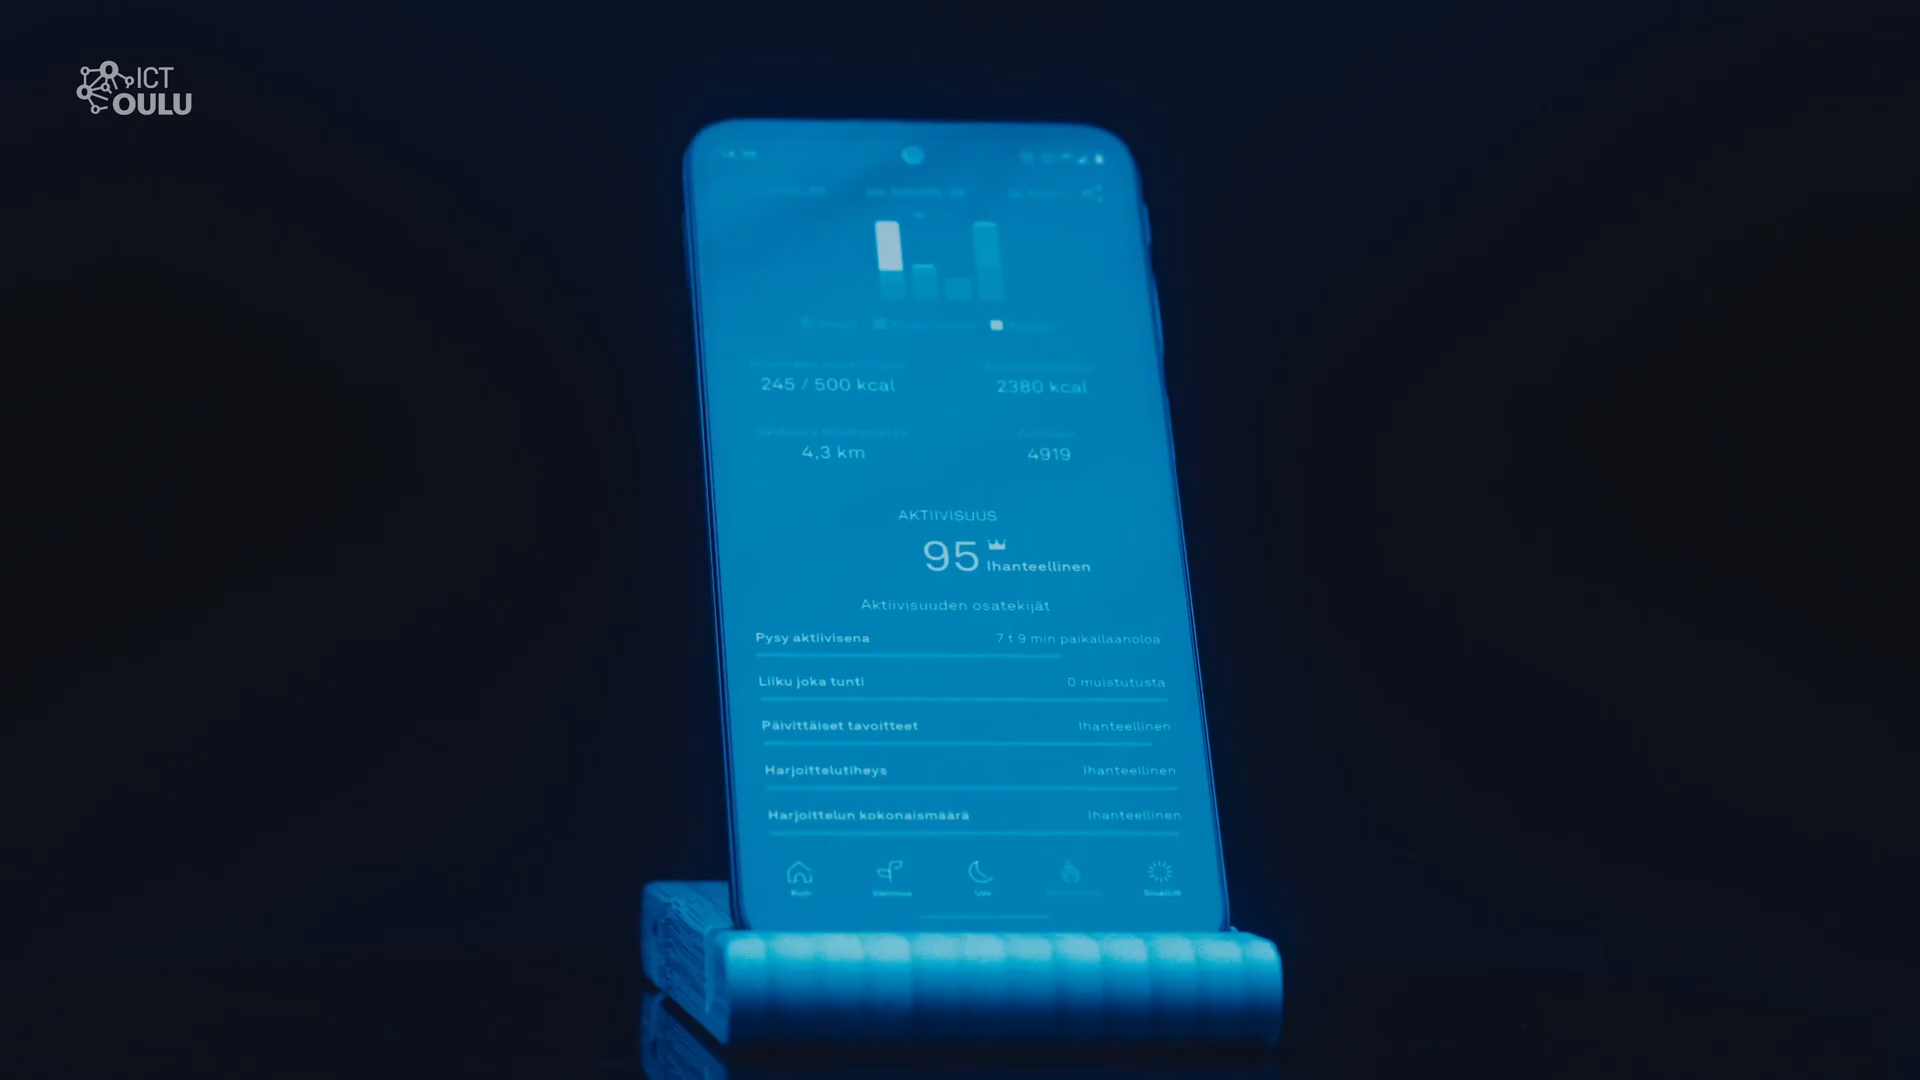 ICT
OULU
245 / 500 kcal
2380 kcal
4,3 km
4919
AKTIIVISUUS
95
Ihanteellinen
Aktiivisuuden osatekijät
Pysy aktiivisena
7 t 9 min paikallaanoloa
Liiku joka tunti
0 muistutusta
Päivittäiset tavoitteet
Ihanteellinen
Harjoittelutiheys
Ihanteellinen
Harjoittelun kokonaismäärä
Ihanteellinen